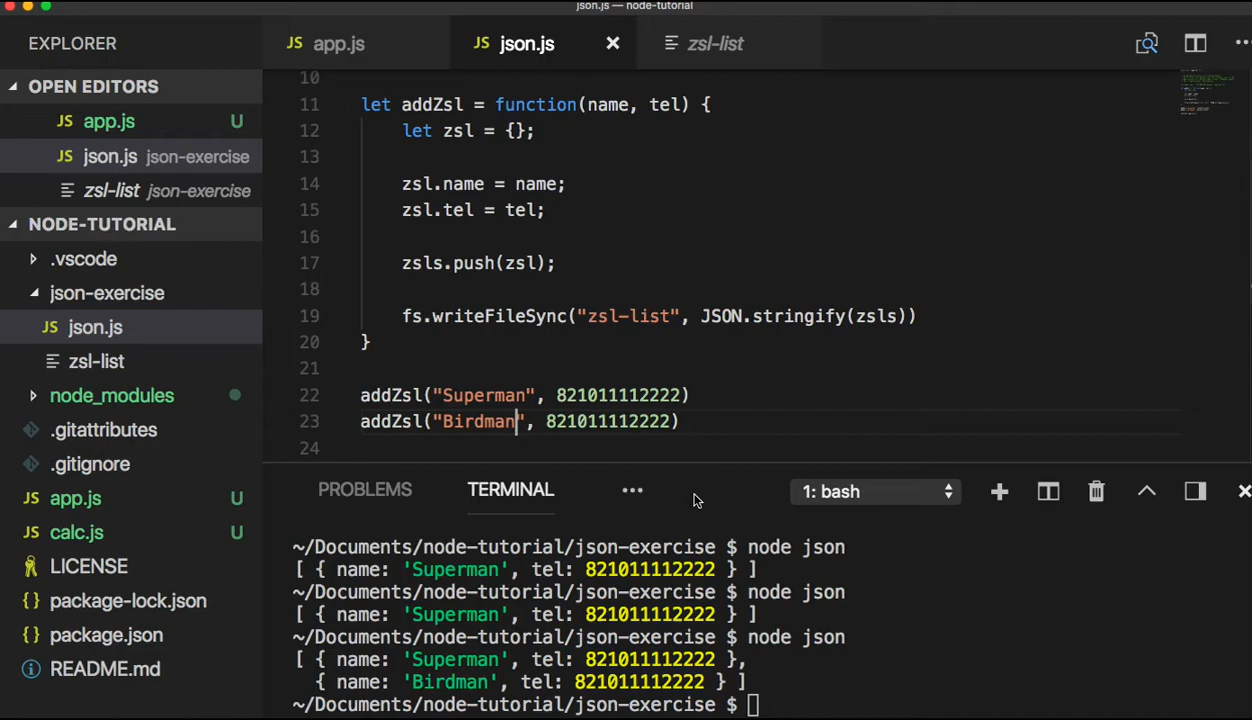 json.js — node-tutorial
EXPLORER
JS app.js
JS json.js ×
zsl-list
OPEN EDITORS
JS app.js U
JS json.js json-exercise
zsl-list json-exercise
NODE-TUTORIAL
.vscode
json-exercise
JS json.js
zsl-list
node_modules
.gitattributes
.gitignore
app.js U
calc.js U
LICENSE
{} package-lock.json
{} package.json
README.md
10
11 let addZsl = function(name, tel) {
12 let zsl = {};
13
14 zsl.name = name;
15 zsl.tel = tel;
16
17 zsls.push(zsl);
18
19 fs.writeFileSync("zsl-list", JSON.stringify(zsls))
20 }
21
22 addZsl("Superman", 821011112222)
23 addZsl("Birdman", 821011112222)
24
PROBLEMS TERMINAL ••• 1: bash
~/Documents/node-tutorial/json-exercise $ node json
[ { name: 'Superman', tel: 821011112222 } ]
~/Documents/node-tutorial/json-exercise $ node json
[ { name: 'Superman', tel: 821011112222 } ]
~/Documents/node-tutorial/json-exercise $ node json
[ { name: 'Superman', tel: 821011112222 },
{ name: 'Birdman', tel: 821011112222 } ]
~/Documents/node-tutorial/json-exercise $